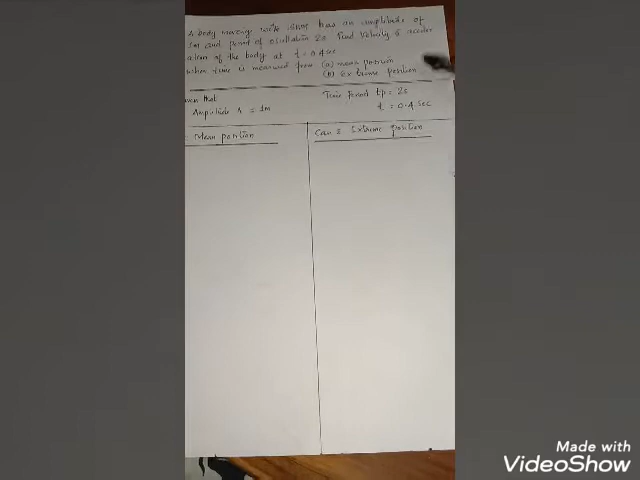 A body moving with SHM has an amplitude of
1m and period of oscillation 2s. Find velocity & acceler
ation of the body at t = 0.4 sec
when time is measured from (a) mean position
(b) extreme position
iven that
Amplitude A = 1m
Time period tp = 2s
t = 0.4 sec
Mean position
Case Extreme Position
Made with
VideoShow